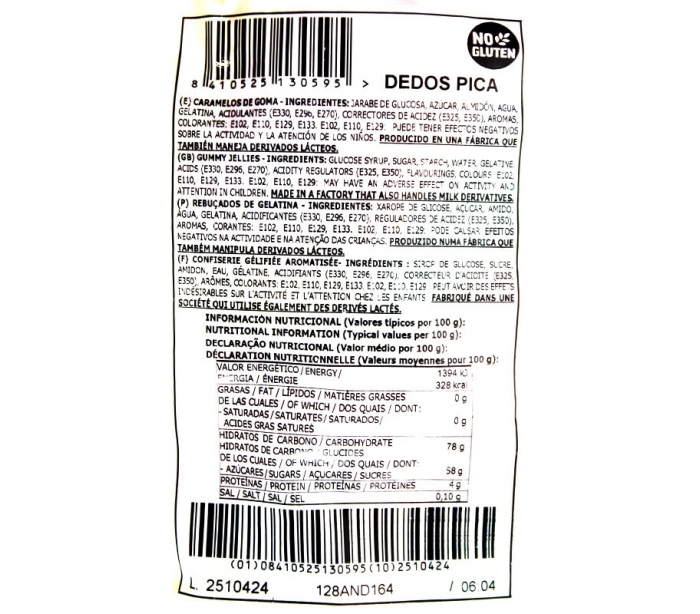 NO
GLUTEN
8 410525 130595 > DEDOS PICA
(E) CARAMELOS DE GOMA - INGREDIENTES: JARABE DE GLUCOSA, AZÚCAR, ALMIDÓN, AGUA,
GELATINA, ACIDULANTES (E330, E296, E270), CORRECTORES DE ACIDEZ (E325, E350), AROMAS,
COLORANTES: E102, E110, E129, E133. E102, E110, E129: PUEDE TENER EFECTOS NEGATIVOS
SOBRE LA ACTIVIDAD Y LA ATENCIÓN DE LOS NIÑOS. PRODUCIDO EN UNA FÁBRICA QUE
TAMBIÉN MANEJA DERIVADOS LÁCTEOS.
(GB) GUMMY JELLIES - INGREDIENTS: GLUCOSE SYRUP, SUGAR, STARCH, WATER, GELATINE,
ACIDS (E330, E296, E270), ACIDITY REGULATORS (E325, E350), FLAVOURINGS, COLOURS: E102,
E110, E129, E133. E102, E110, E129: MAY HAVE AN ADVERSE EFFECT ON ACTIVITY AND
ATTENTION IN CHILDREN. MADE IN A FACTORY THAT ALSO HANDLES MILK DERIVATIVES.
(P) REBUÇADOS DE GELATINA - INGREDIENTES: XAROPE DE GLICOSE, AÇUCAR, AMIDO,
ÁGUA, GELATINA, ACIDIFICANTES (E330, E296, E270), REGULADORES DE ACIDEZ (E325, E350),
AROMAS, CORANTES: E102, E110, E129, E133. E102, E110, E129: PODE CAUSAR EFEITOS
NEGATIVOS NA ACTIVIDADE E NA ATENÇÃO DAS CRIANÇAS. PRODUZIDO NUMA FÁBRICA QUE
TAMBÉM MANIPULA DERIVADOS LÁCTEOS.
(F) CONFISERIE GÉLIFIÉE AROMATISÉE- INGRÉDIENTS : SIROP DE GLUCOSE, SUCRE,
AMIDON, EAU, GÉLATINE, ACIDIFIANTS (E330, E296, E270), CORRECTEUR D'ACIDITÉ (E325,
E350), ARÔMES, COLORANTS: E102, E110, E129, E133. E102, E110, E129: PEUT AVOIR DES EFFETS
INDÉSIRABLES SUR L'ACTIVITÉ ET L'ATTENTION CHEZ LES ENFANTS. FABRIQUÉ DANS UNE
SOCIÉTÉ QUI UTILISE ÉGALEMENT DES DERIVÉS LACTÉS.
INFORMACIÓN NUTRICIONAL (Valores típicos por 100 g):
NUTRITIONAL INFORMATION (Typical values per 100 g):
DECLARAÇÃO NUTRICIONAL (Valor médio por 100 g):
DÉCLARATION NUTRITIONNELLE (Valeurs moyennes pour 100 g):
VALOR ENERGÉTICO / ENERGY/ 1394 kJ
ENERGIA / ÉNERGIE 328 kcal
GRASAS / FAT / LÍPIDOS / MATIÈRES GRASSES 0 g
DE LAS CUALES / OF WHICH / DOS QUAIS / DONT:
- SATURADAS/ SATURATES/ SATURADOS/ 0 g
ACIDES GRAS SATURÉS
HIDRATOS DE CARBONO / CARBOHYDRATE 78 g
HIDRATOS DE CARBONO / GLUCIDES
DE LOS CUALES / OF WHICH / DOS QUAIS / DONT: 58 g
- AZÚCARES / SUGARS / AÇUCARES / SUCRES
PROTEÍNAS / PROTEIN / PROTEÍNAS / PROTÉINES 4 g
SAL / SALT / SAL / SEL 0,10 g
(01)08410525130595(10)2510424
L. 2510424 128AND164 / 06.04